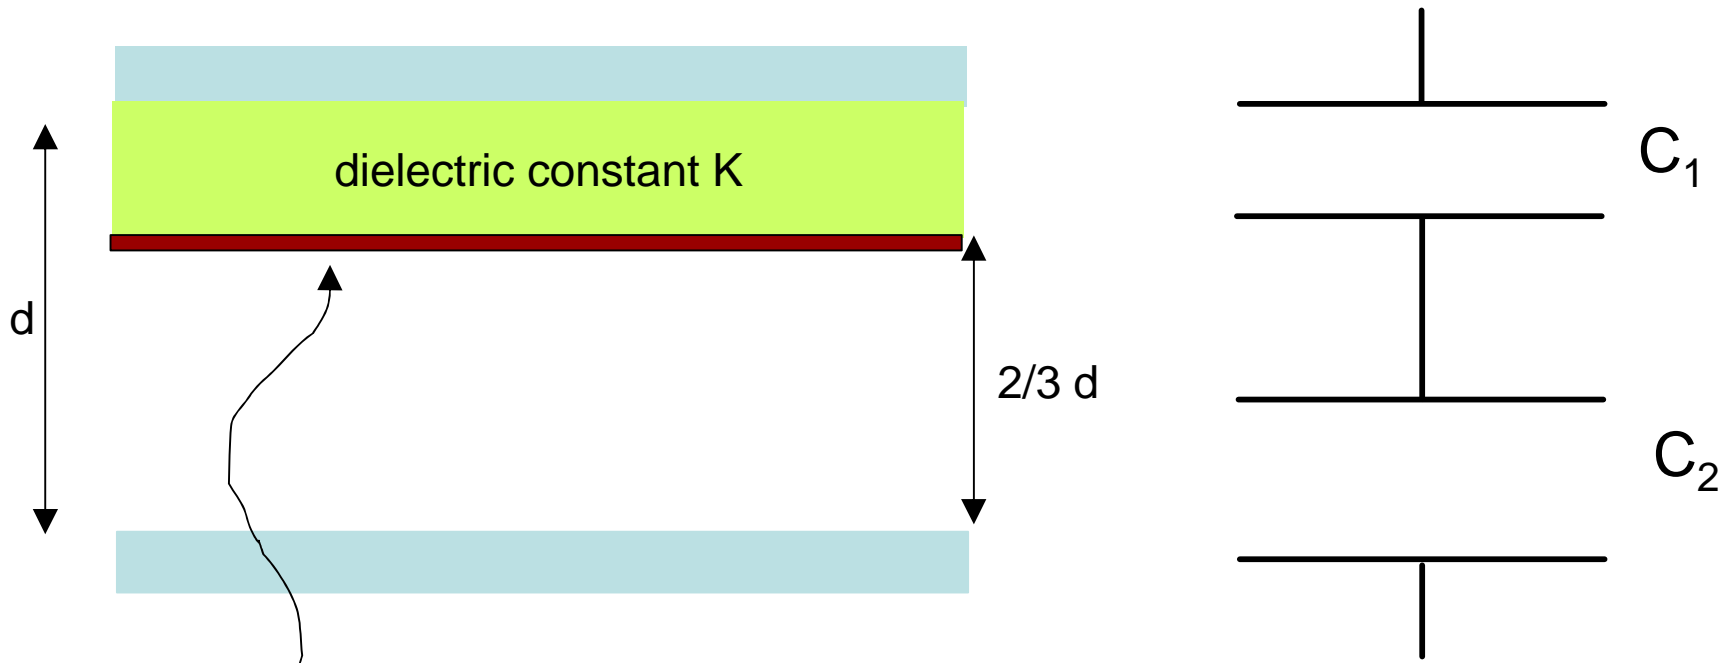 dielectric constant K
d
2/3 d
C₁
C₂